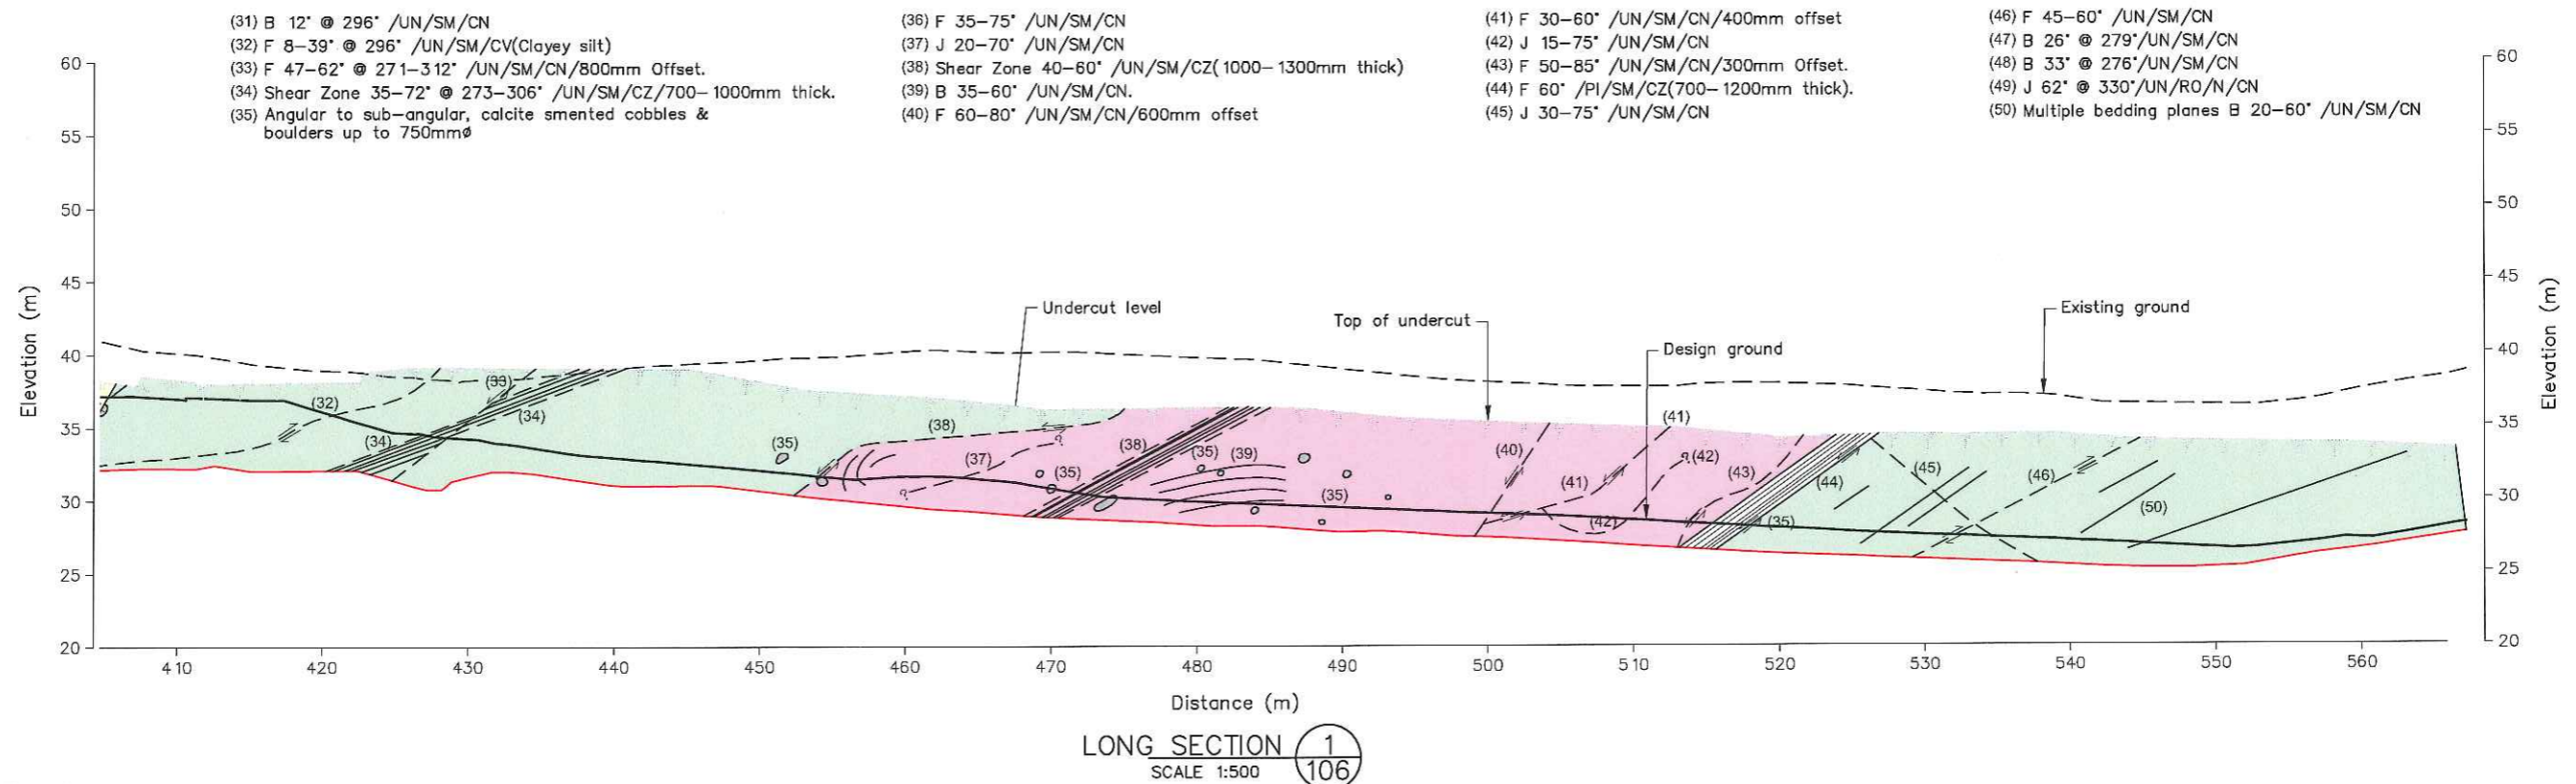 (31) B 12° @ 296° /UN/SM/CN
(32) F 8–39° @ 296° /UN/SM/CV(Clayey silt)
(33) F 47–62° @ 271–312° /UN/SM/CN/800mm Offset.
(34) Shear Zone 35–72° @ 273–306° /UN/SM/CZ/700–1000mm thick.
(35) Angular to sub–angular, calcite smented cobbles &
boulders up to 750mmø
(36) F 35–75° /UN/SM/CN
(37) J 20–70° /UN/SM/CN
(38) Shear Zone 40–60° /UN/SM/CZ(1000–1300mm thick)
(39) B 35–60° /UN/SM/CN.
(40) F 60–80° /UN/SM/CN/600mm offset
(41) F 30–60° /UN/SM/CN/400mm offset
(42) J 15–75° /UN/SM/CN
(43) F 50–85° /UN/SM/CN/300mm Offset.
(44) F 60° /PI/SM/CZ(700–1200mm thick).
(45) J 30–75° /UN/SM/CN
(46) F 45–60° /UN/SM/CN
(47) B 26° @ 279°/UN/SM/CN
(48) B 33° @ 276°/UN/SM/CN
(49) J 62° @ 330°/UN/RO/N/CN
(50) Multiple bedding planes B 20–60° /UN/SM/CN
60
55
50
45
40
35
30
25
20
Elevation (m)
Undercut level
Top of undercut
Design ground
Existing ground
(32)
(33)
(34)
(34)
(35)
(38)
(37)
?
?
(35)
(38)
(35)
(39)
(35)
(40)
(41)
(41)
(42)
?
(42)
(43)
(44)
(35)
(45)
(46)
(50)
60
55
50
45
40
35
30
25
20
Elevation (m)
410 420 430 440 450 460 470 480 490 500 510 520 530 540 550 560
Distance (m)
LONG SECTION 1
SCALE 1:500 106